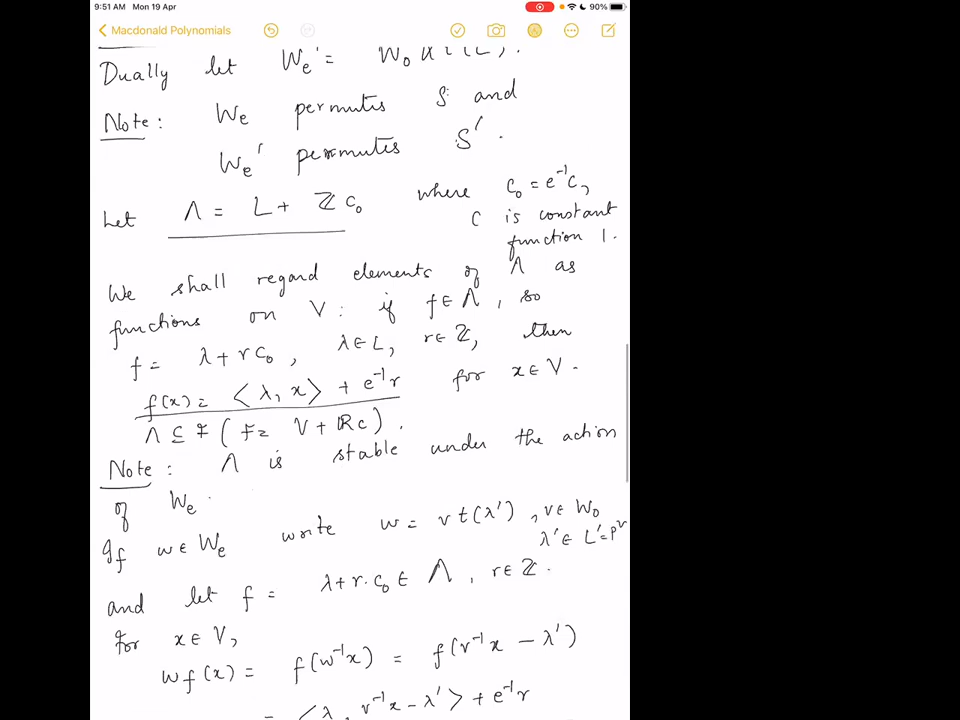 9:51 AM Mon 19 Apr 90%
Macdonald Polynomials
Dually let We' = W₀ ⋉ t(L).
Note: We permutes S and
We' permutes S'.
Let Λ = L + ℤ c₀ where c₀ = e⁻¹c,
c is constant
function 1.
We shall regard elements of Λ as
functions on V: if f ∈ Λ, so
f = λ + r c₀, λ ∈ L, r ∈ ℤ, then
f(x) = <λ, x> + e⁻¹r for x ∈ V.
Λ ⊆ F (F = V + ℝc).
Note: Λ is stable under the action
of We.
If w ∈ We write w = v t(λ'), v ∈ W₀
λ' ∈ L' = P^v
and let f = λ + r.c₀ ∈ Λ, r ∈ ℤ.
for x ∈ V,
wf(x) = f(w⁻¹x) = f(v⁻¹x − λ')
= <λ, v⁻¹x − λ'> + e⁻¹r